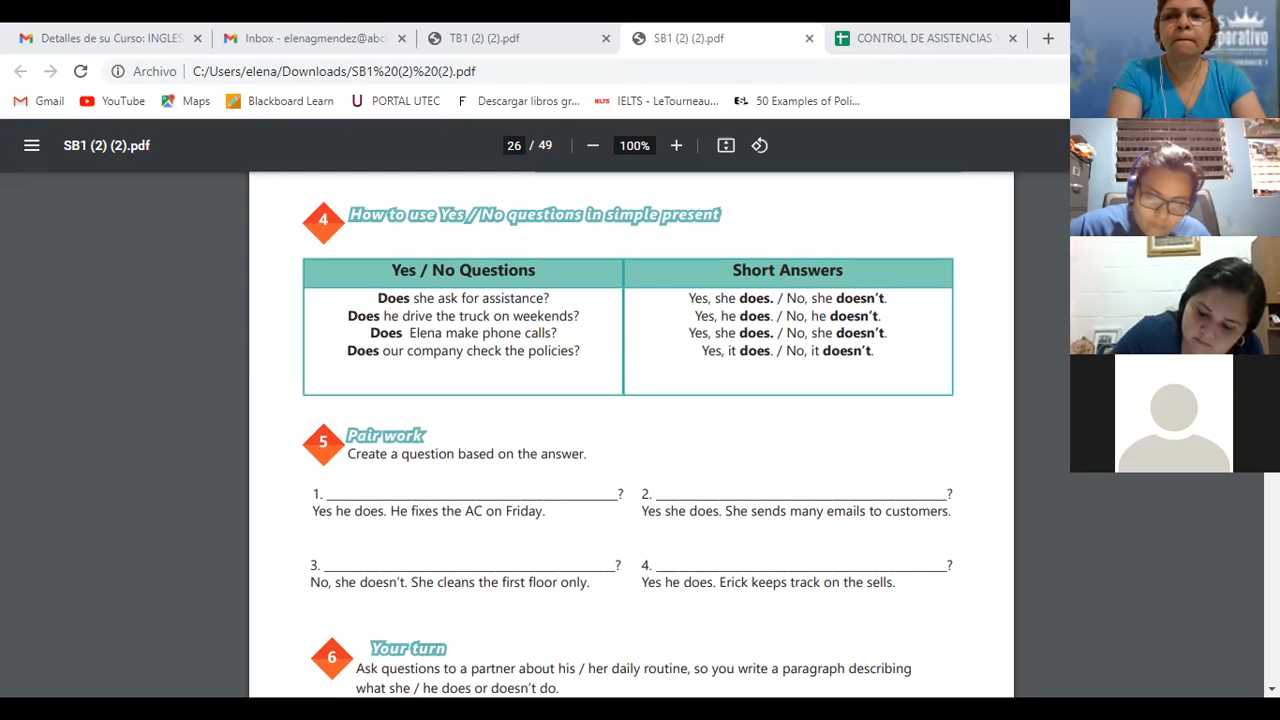 Detalles de su Curso: INGLES
Inbox - elenagmendez@abc
TB1 (2) (2).pdf
SB1 (2) (2).pdf
CONTROL DE ASISTENCIAS
Archivo
C:/Users/elena/Downloads/SB1%20(2)%20(2).pdf
Gmail
YouTube
Maps
Blackboard Learn
PORTAL UTEC
Descargar libros gr...
IELTS - LeTourneau...
50 Examples of Poli...
SB1 (2) (2).pdf
26 / 49
100%
4
How to use Yes / No questions in simple present
Yes / No Questions
Short Answers
Does she ask for assistance?
Yes, she does. / No, she doesn't.
Does he drive the truck on weekends?
Yes, he does. / No, he doesn't.
Does Elena make phone calls?
Yes, she does. / No, she doesn't.
Does our company check the policies?
Yes, it does. / No, it doesn't.
5
Pair work
Create a question based on the answer.
1. ________________________________________?
Yes he does. He fixes the AC on Friday.
2. ________________________________________?
Yes she does. She sends many emails to customers.
3. ________________________________________?
No, she doesn't. She cleans the first floor only.
4. ________________________________________?
Yes he does. Erick keeps track on the sells.
6
Your turn
Ask questions to a partner about his / her daily routine, so you write a paragraph describing
what she / he does or doesn't do.